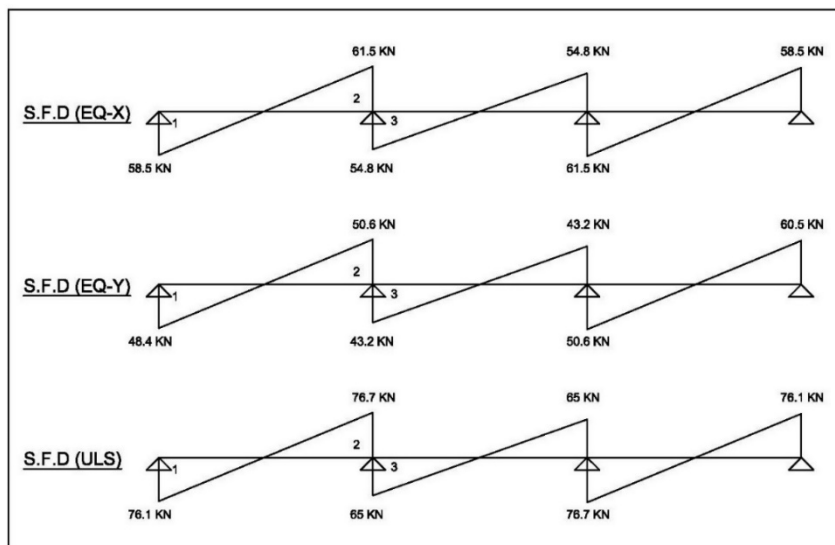 61.5 KN 54.8 KN 58.5 KN
2
S.F.D (EQ-X) 1 3
58.5 KN 54.8 KN 61.5 KN
50.6 KN 43.2 KN 60.5 KN
2
S.F.D (EQ-Y) 1 3
48.4 KN 43.2 KN 50.6 KN
76.7 KN 65 KN 76.1 KN
2
S.F.D (ULS) 1 3
76.1 KN 65 KN 76.7 KN